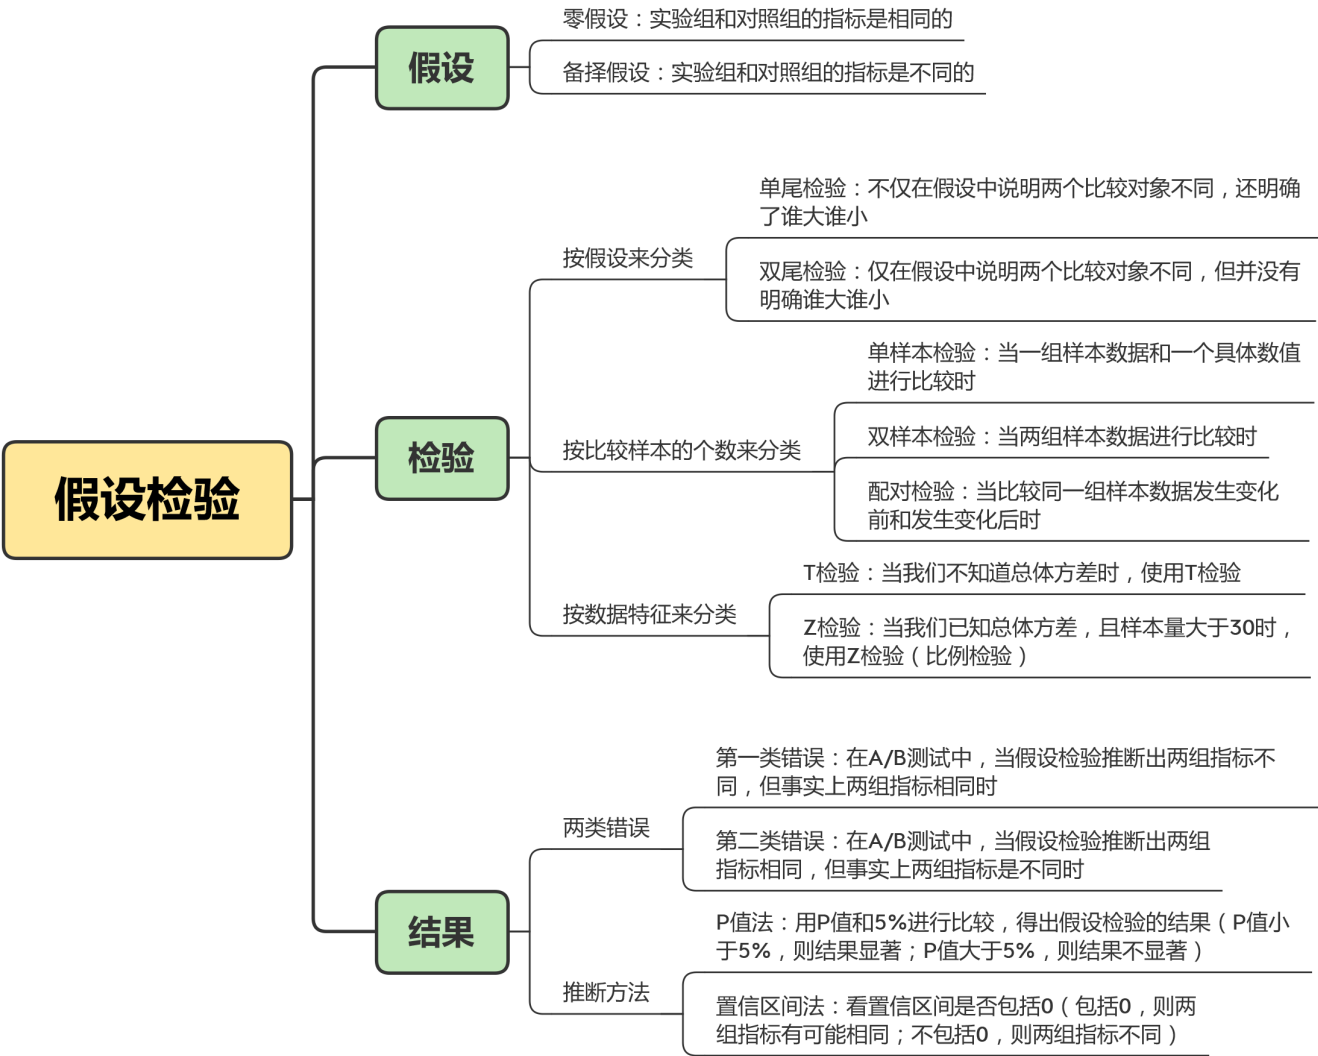 零假设：实验组和对照组的指标是相同的
假设
备择假设：实验组和对照组的指标是不同的
单尾检验：不仅在假设中说明两个比较对象不同，还明确
了谁大谁小
按假设来分类
双尾检验：仅在假设中说明两个比较对象不同，但并没有
明确谁大谁小
单样本检验：当一组样本数据和一个具体数值
进行比较时
检验
按比较样本的个数来分类
双样本检验：当两组样本数据进行比较时
假设检验
配对检验：当比较同一组样本数据发生变化
前和发生变化后时
T检验：当我们不知道总体方差时，使用T检验
按数据特征来分类
Z检验：当我们已知总体方差，且样本量大于30时，
使用Z检验（比例检验）
第一类错误：在A/B测试中，当假设检验推断出两组指标不
同，但事实上两组指标相同时
两类错误
第二类错误：在A/B测试中，当假设检验推断出两组
指标相同，但事实上两组指标是不同时
结果
P值法：用P值和5%进行比较，得出假设检验的结果（P值小
于5%，则结果显著；P值大于5%，则结果不显著）
推断方法
置信区间法：看置信区间是否包括0（包括0，则两
组指标有可能相同；不包括0，则两组指标不同）